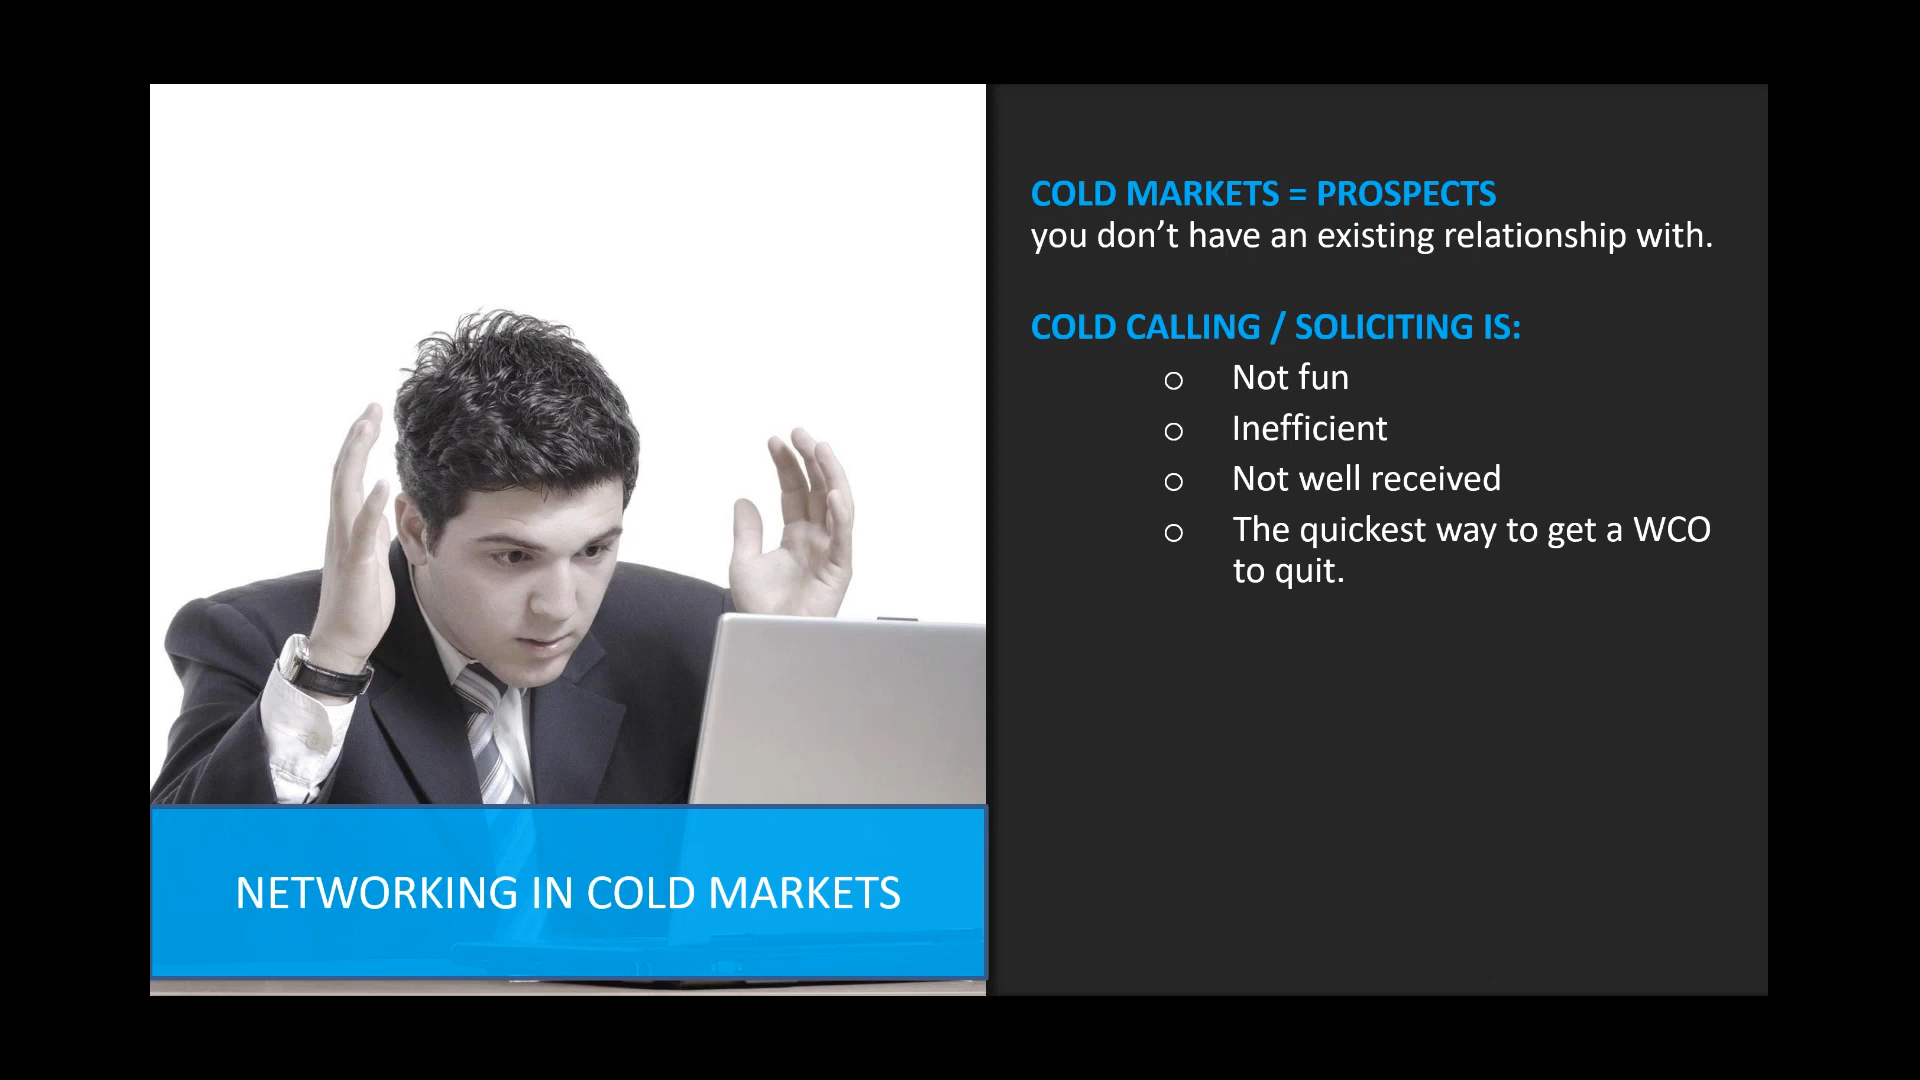 COLD MARKETS = PROSPECTS
you don’t have an existing relationship with.
COLD CALLING / SOLICITING IS:
o Not fun
o Inefficient
o Not well received
o The quickest way to get a WCO
to quit.
NETWORKING IN COLD MARKETS